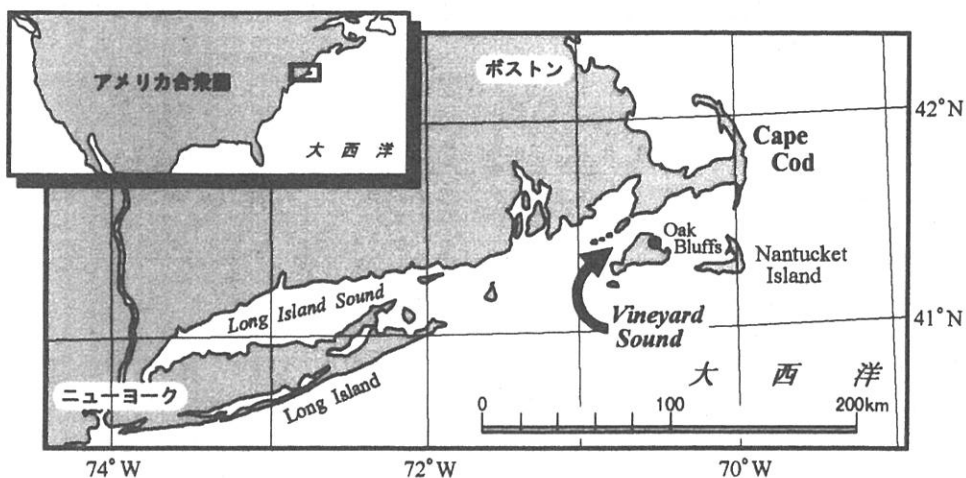 アメリカ合衆国
大 西 洋
ボストン
42°N
Cape
Cod
Oak
Bluffs
Nantucket
Island
Long Island Sound
Vineyard
Sound
41°N
大 西 洋
ニューヨーク
Long Island
0 100 200km
74°W 72°W 70°W